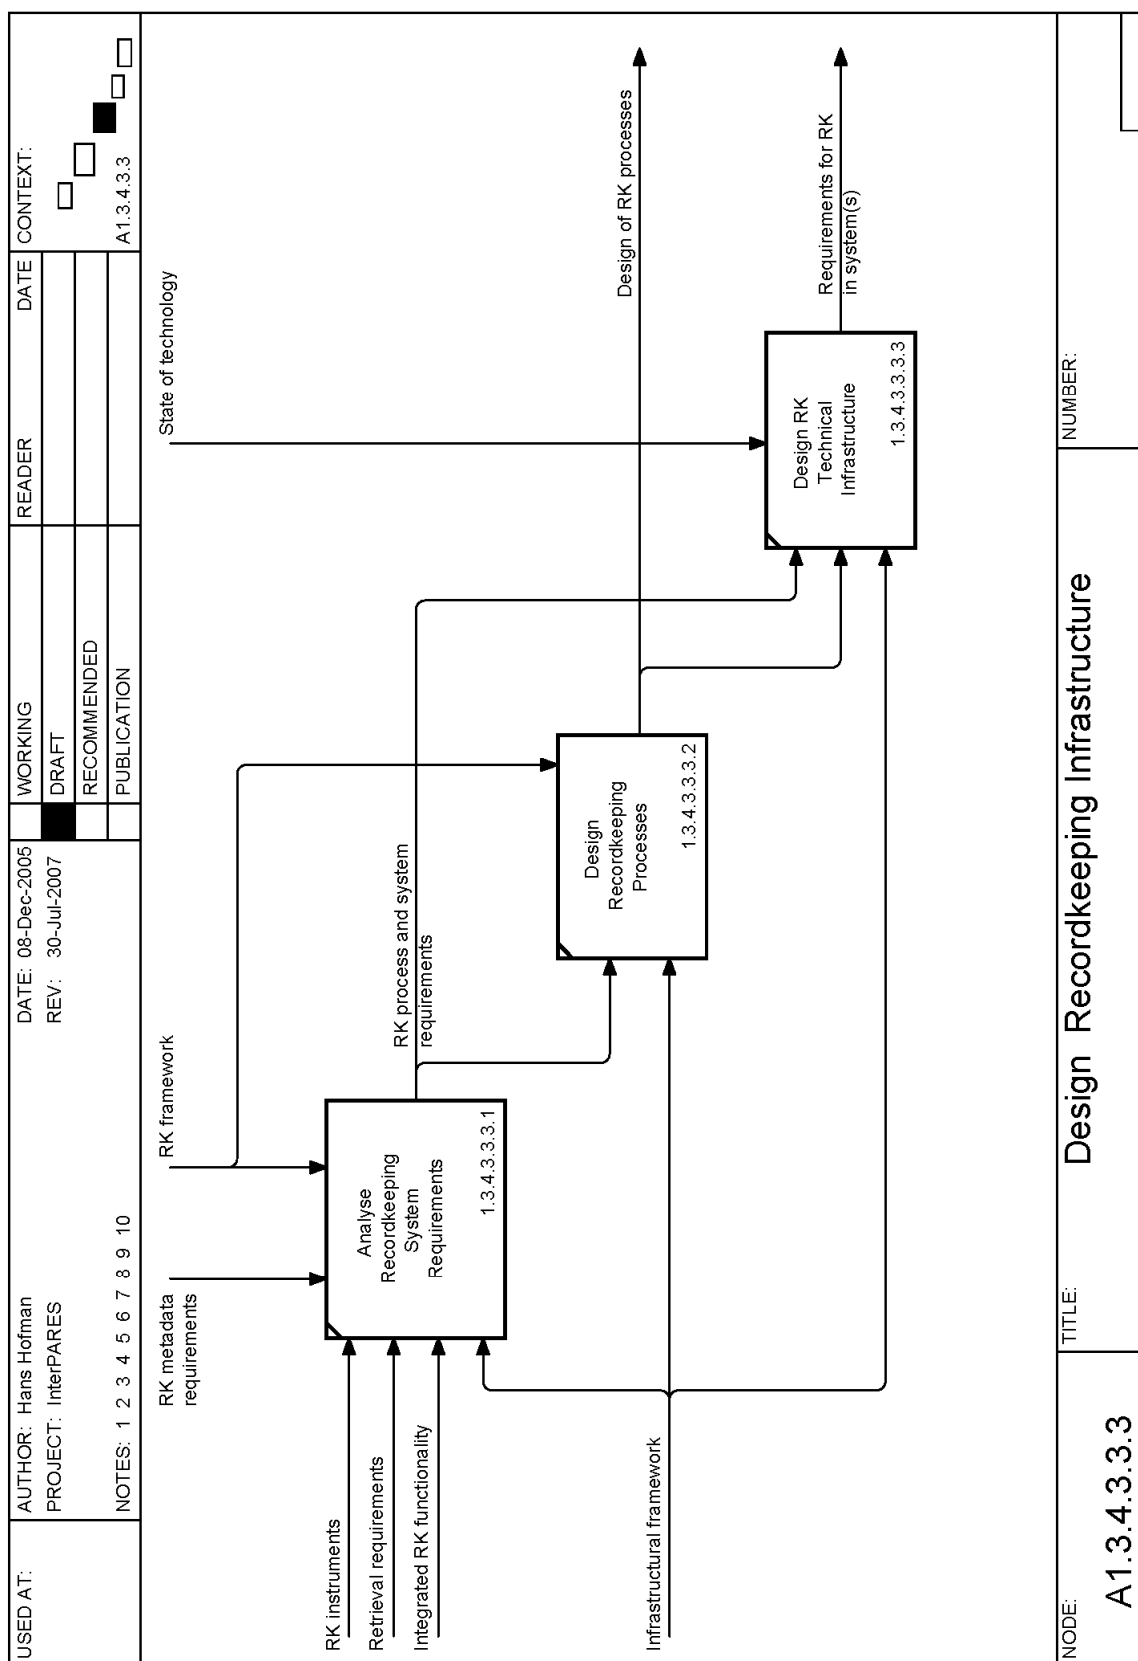 USED AT:
AUTHOR: Hans Hofman
PROJECT: InterPARES
NOTES: 1 2 3 4 5 6 7 8 9 10
DATE: 08-Dec-2005
REV: 30-Jul-2007
WORKING
DRAFT
RECOMMENDED
PUBLICATION
READER
DATE
CONTEXT:
A1.3.4.3.3
RK metadata
requirements
RK framework
State of technology
RK instruments
Retrieval requirements
Integrated RK functionality
Infrastructural framework
Analyse
Recordkeeping
System
Requirements
1.3.4.3.3.3.1
RK process and system
requirements
Design
Recordkeeping
Processes
1.3.4.3.3.3.2
Design RK
Technical
Infrastructure
1.3.4.3.3.3.3
Design of RK processes
Requirements for RK
in system(s)
NODE:
A1.3.4.3.3.3
TITLE:
Design Recordkeeping Infrastructure
NUMBER: